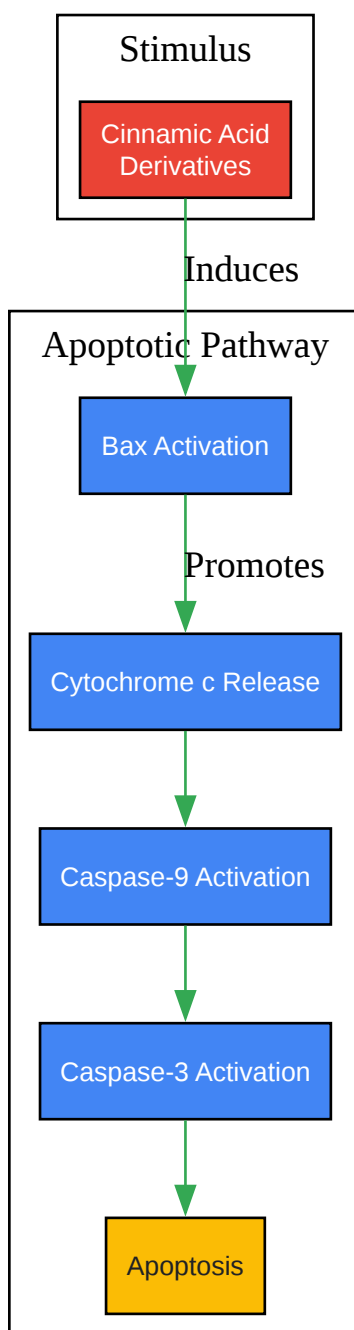 Stimulus
Cinnamic Acid
Derivatives
Induces
Apoptotic Pathway
Bax Activation
Promotes
Cytochrome c Release
Caspase-9 Activation
Caspase-3 Activation
Apoptosis